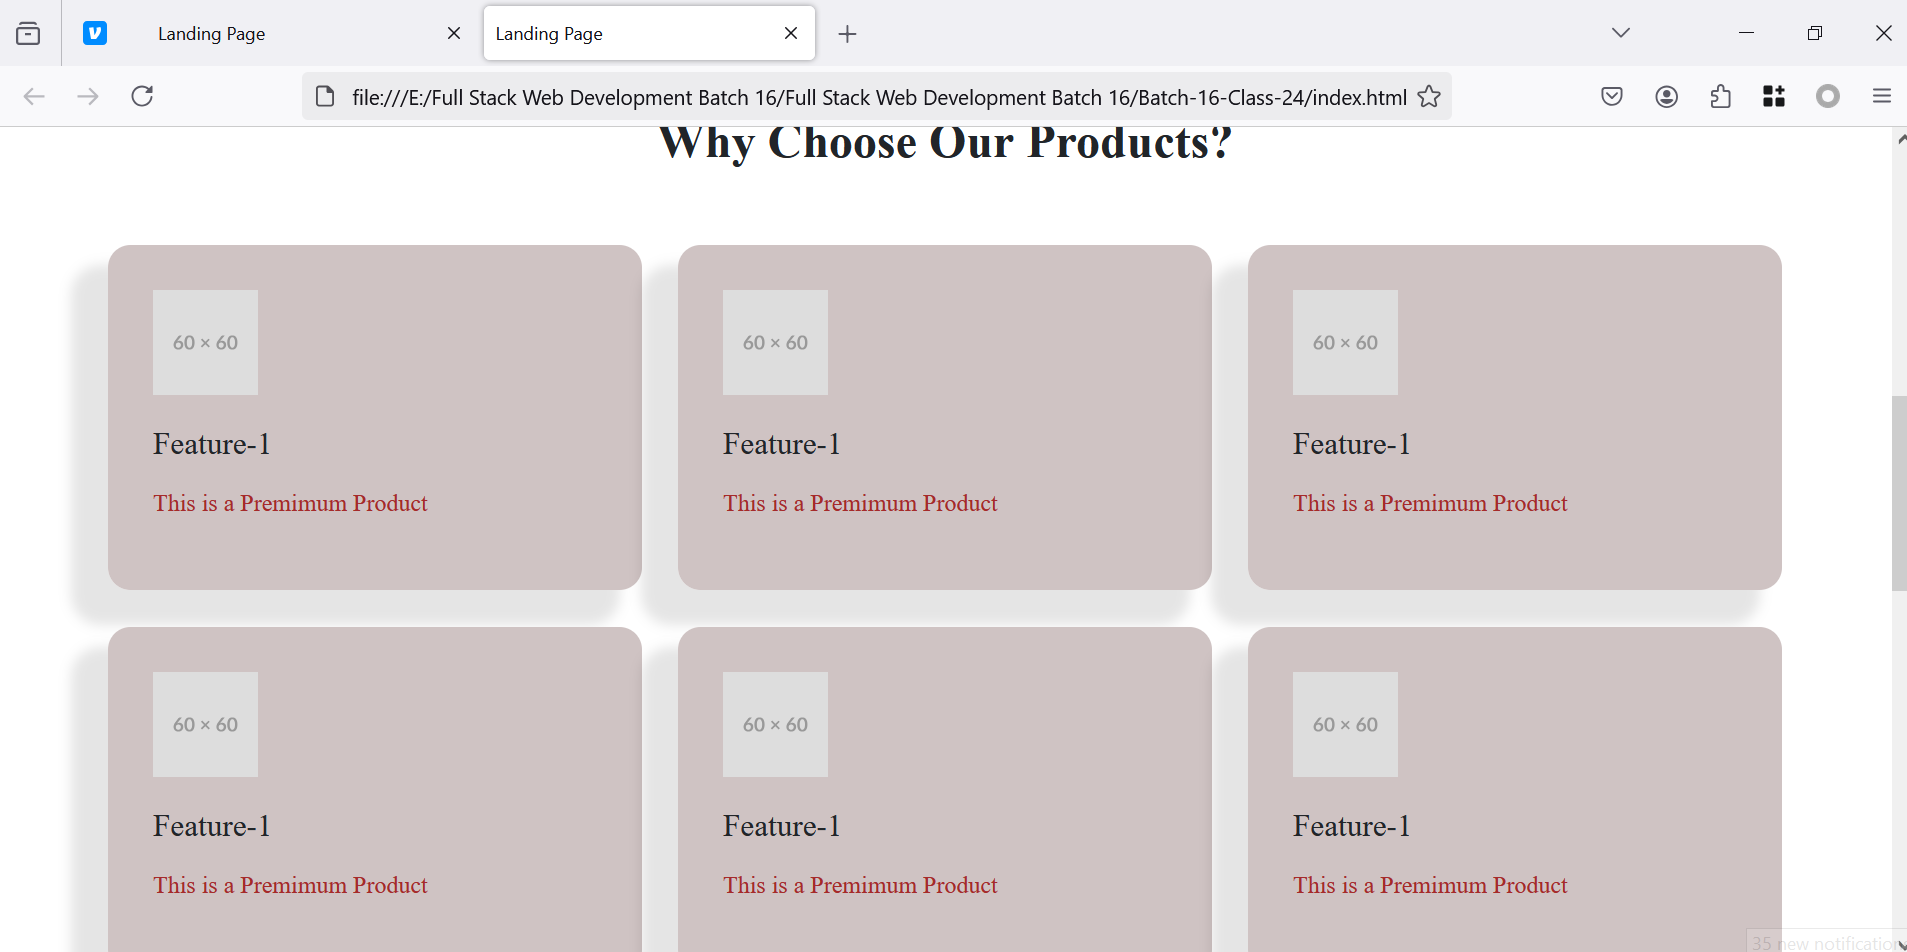 Landing Page
Landing Page
file:///E:/Full Stack Web Development Batch 16/Full Stack Web Development Batch 16/Batch-16-Class-24/index.html
Why Choose Our Products?
60 × 60 60 × 60 60 × 60
Feature-1 Feature-1 Feature-1
This is a Premimum Product This is a Premimum Product This is a Premimum Product
60 × 60 60 × 60 60 × 60
Feature-1 Feature-1 Feature-1
This is a Premimum Product This is a Premimum Product This is a Premimum Product
35 new notification